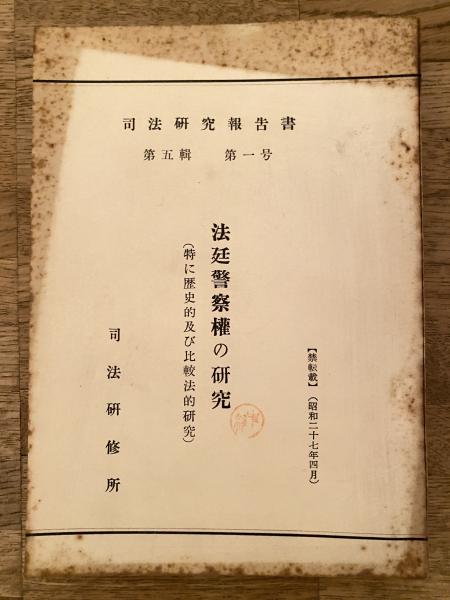 司法研究報告書
第五輯 第一号
【禁転載】(昭和二十七年四月)
法廷警察權の研究
(特に歴史的及び比較法的研究)
司法研修所